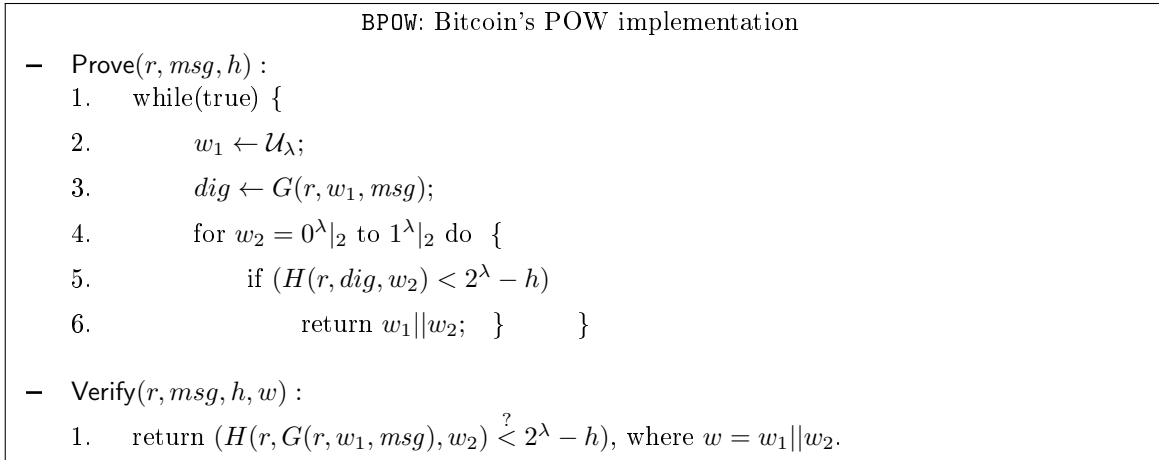 BPOW: Bitcoin's POW implementation
– Prove(r, msg, h) :
1. while(true) {
2. w₁ ← 𝒰_λ;
3. dig ← G(r, w₁, msg);
4. for w₂ = 0^λ|₂ to 1^λ|₂ do {
5. if (H(r, dig, w₂) < 2^λ − h)
6. return w₁||w₂; } }
– Verify(r, msg, h, w) :
1. return (H(r, G(r, w₁, msg), w₂) <? 2^λ − h), where w = w₁||w₂.